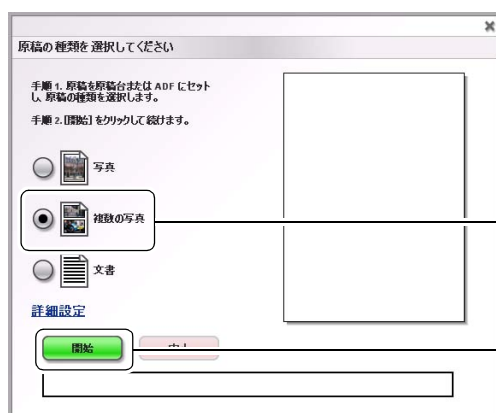 原稿の種類を選択してください
手順1. 原稿を原稿台または ADF にセット
し、原稿の種類を選択します。
手順2. [開始] をクリックして続けます。
写真
複数の写真
文書
詳細設定
開始